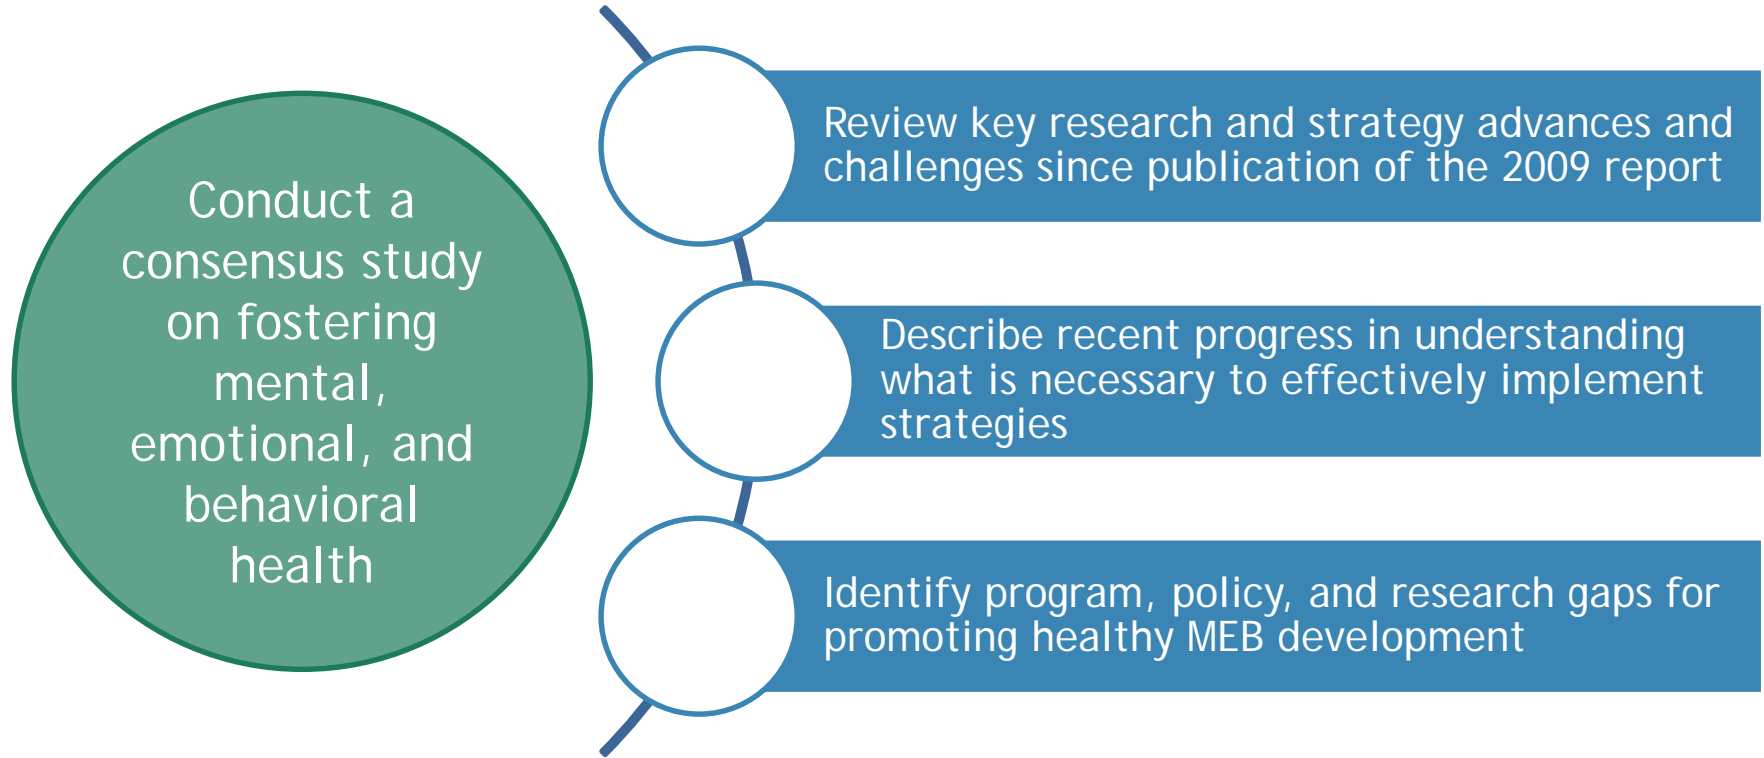 Conduct a
consensus study
on fostering
mental,
emotional, and
behavioral
health
Review key research and strategy advances and
challenges since publication of the 2009 report
Describe recent progress in understanding
what is necessary to effectively implement
strategies
Identify program, policy, and research gaps for
promoting healthy MEB development